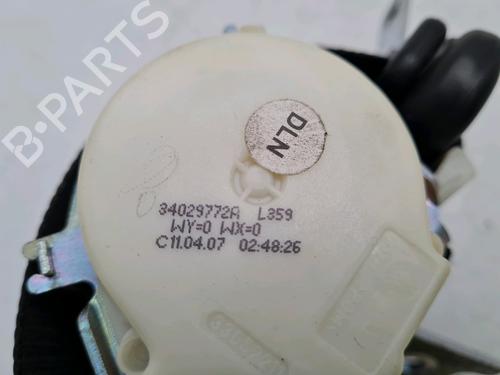 B-PARTS
DLN
34029772A L359
WY=0 WX=0
C11.04.07 02:48:26